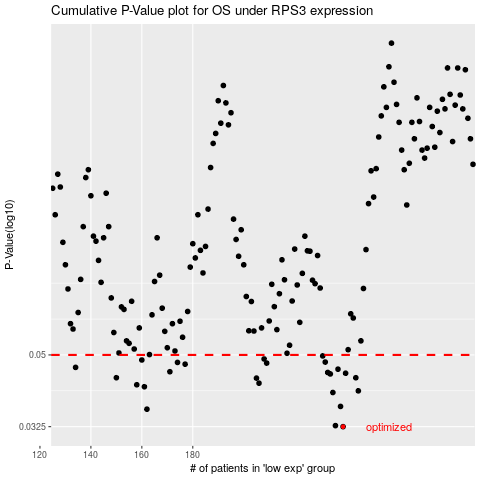 Cumulative P-Value plot for OS under RPS3 expression
P-Value(log10)
0.05
0.0325
optimized
120 140 160 180
# of patients in 'low exp' group